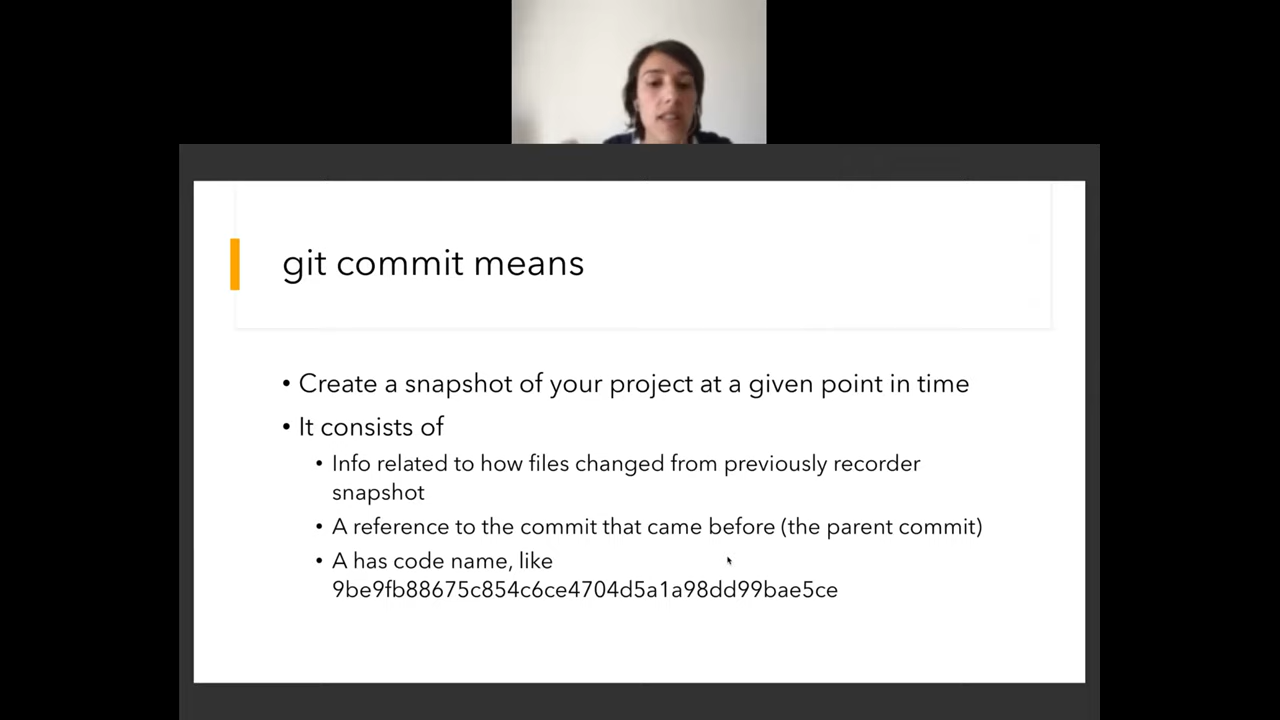 git commit means
• Create a snapshot of your project at a given point in time
• It consists of
• Info related to how files changed from previously recorder
snapshot
• A reference to the commit that came before (the parent commit)
• A has code name, like
9be9fb88675c854c6ce4704d5a1a98dd99bae5ce